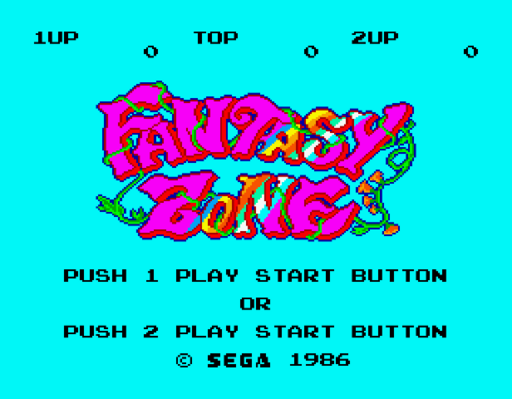 1UP TOP 2UP
0 0 0
FANTASY
ZONE
PUSH 1 PLAY START BUTTON
OR
PUSH 2 PLAY START BUTTON
© SEGA 1986